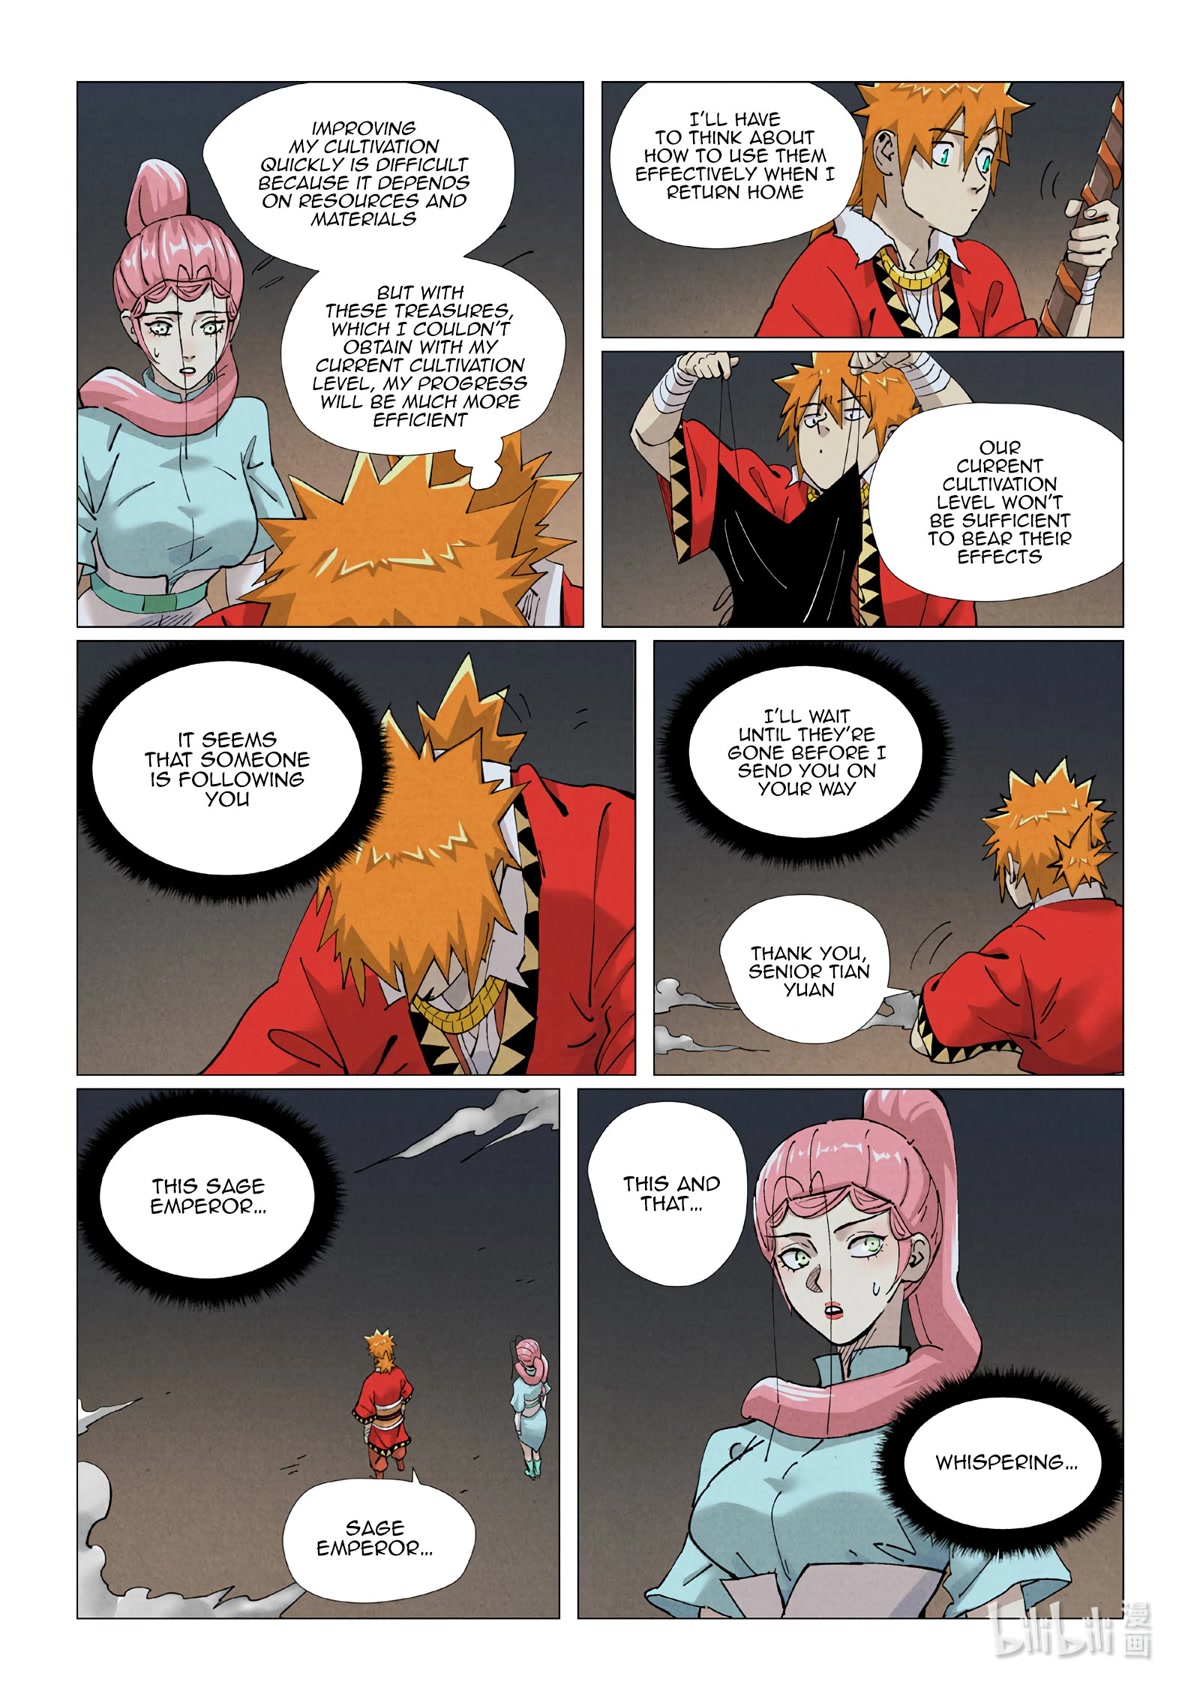 IMPROVING
MY CULTIVATION
QUICKLY IS DIFFICULT
BECAUSE IT DEPENDS
ON RESOURCES AND
MATERIALS
BUT WITH
THESE TREASURES,
WHICH I COULDN'T
OBTAIN WITH MY
CURRENT CULTIVATION
LEVEL, MY PROGRESS
WILL BE MUCH MORE
EFFICIENT
I'LL HAVE
TO THINK ABOUT
HOW TO USE THEM
EFFECTIVELY WHEN I
RETURN HOME
OUR
CURRENT
CULTIVATION
LEVEL WON'T
BE SUFFICIENT
TO BEAR THEIR
EFFECTS
IT SEEMS
THAT SOMEONE
IS FOLLOWING
YOU
I'LL WAIT
UNTIL THEY'RE
GONE BEFORE I
SEND YOU ON
YOUR WAY
THANK YOU,
SENIOR TIAN
YUAN
THIS SAGE
EMPEROR...
SAGE
EMPEROR...
THIS AND
THAT...
WHISPERING...
bilibili 漫画